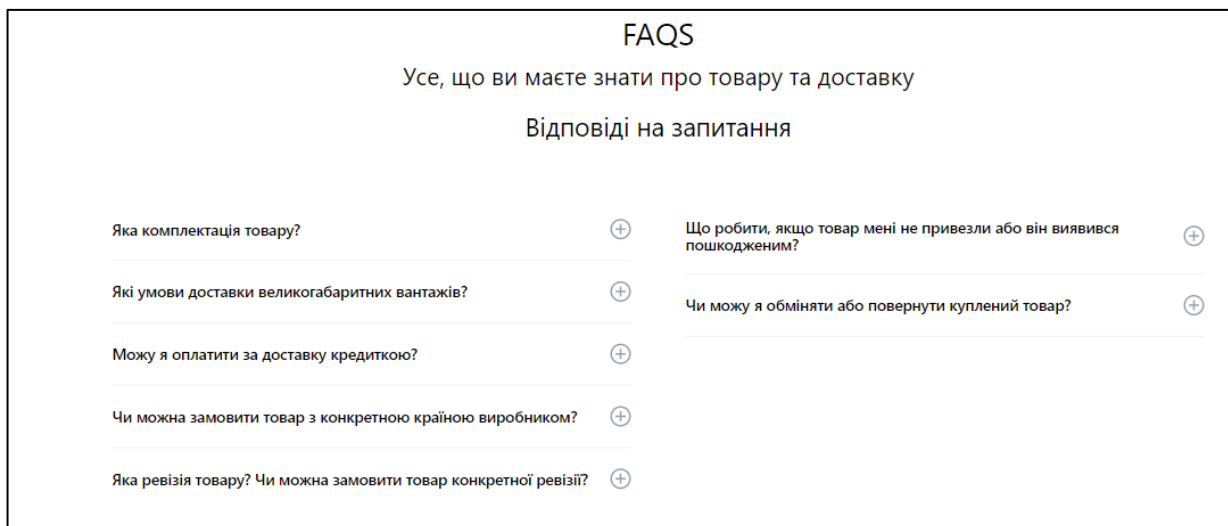 FAQS
Усе, що ви маєте знати про товару та доставку
Відповіді на запитання
Яка комплектація товару?
Які умови доставки великогабаритних вантажів?
Можу я оплатити за доставку кредиткою?
Чи можна замовити товар з конкретною країною виробником?
Яка ревізія товару? Чи можна замовити товар конкретної ревізії?
Що робити, якщо товар мені не привезли або він виявився
пошкодженим?
Чи можу я обміняти або повернути куплений товар?